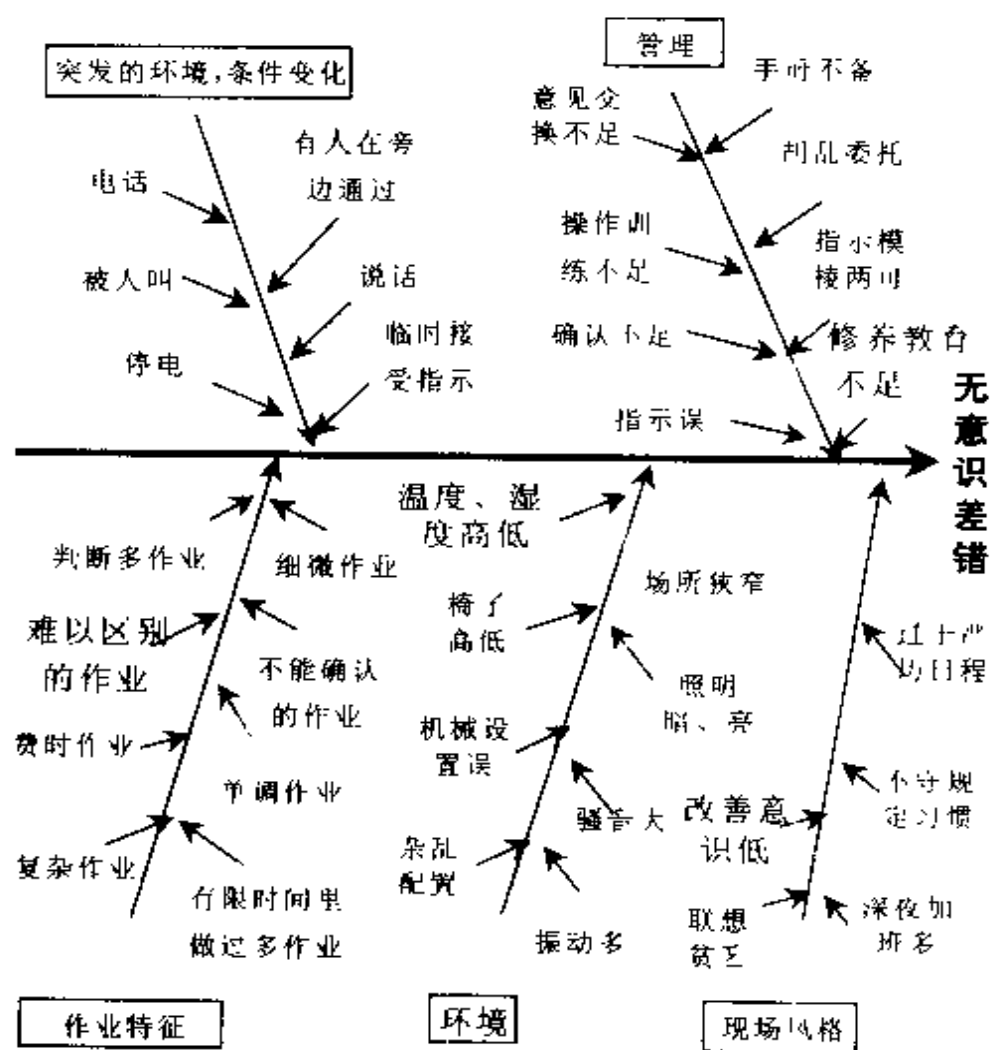 突发的环境,条件变化
电话
有人在旁
边通过
被人叫
说话
停电
临时接
受指示
管理
意见交
换不足
操作训
练不足
委托
指示模
棱两可
确认不足
修养教育
不足
指示误
无意识差错
判断多作业
细微作业
难以区别
的作业
不能确认
的作业
费时作业
单调作业
复杂作业
有限时间里
做过多作业
作业特征
温度、湿
度高低
椅子
高低
场所狭窄
照明
暗、亮
机械设
置误
骚音大
杂乱
配置
振动多
环境
日程
不守规
定习惯
改善意
识低
联想
贫乏
深夜加
班多
现场风格